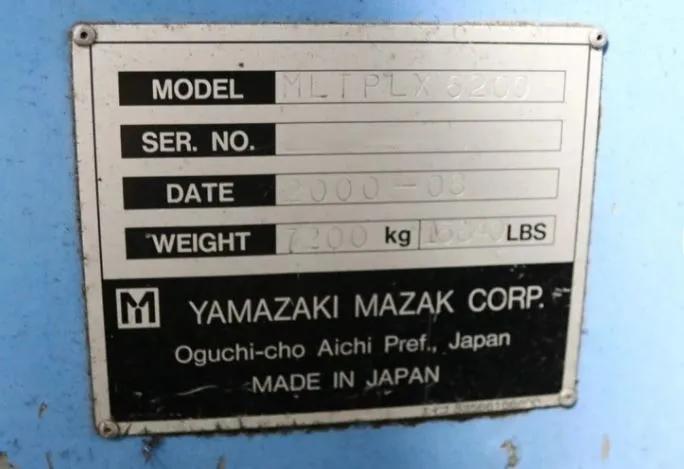 MODEL MLTPLX 6200
SER. NO.
DATE 2000-08
WEIGHT 7200 kg LBS
YAMAZAKI MAZAK CORP.
Oguchi-cho Aichi Pref., Japan
MADE IN JAPAN